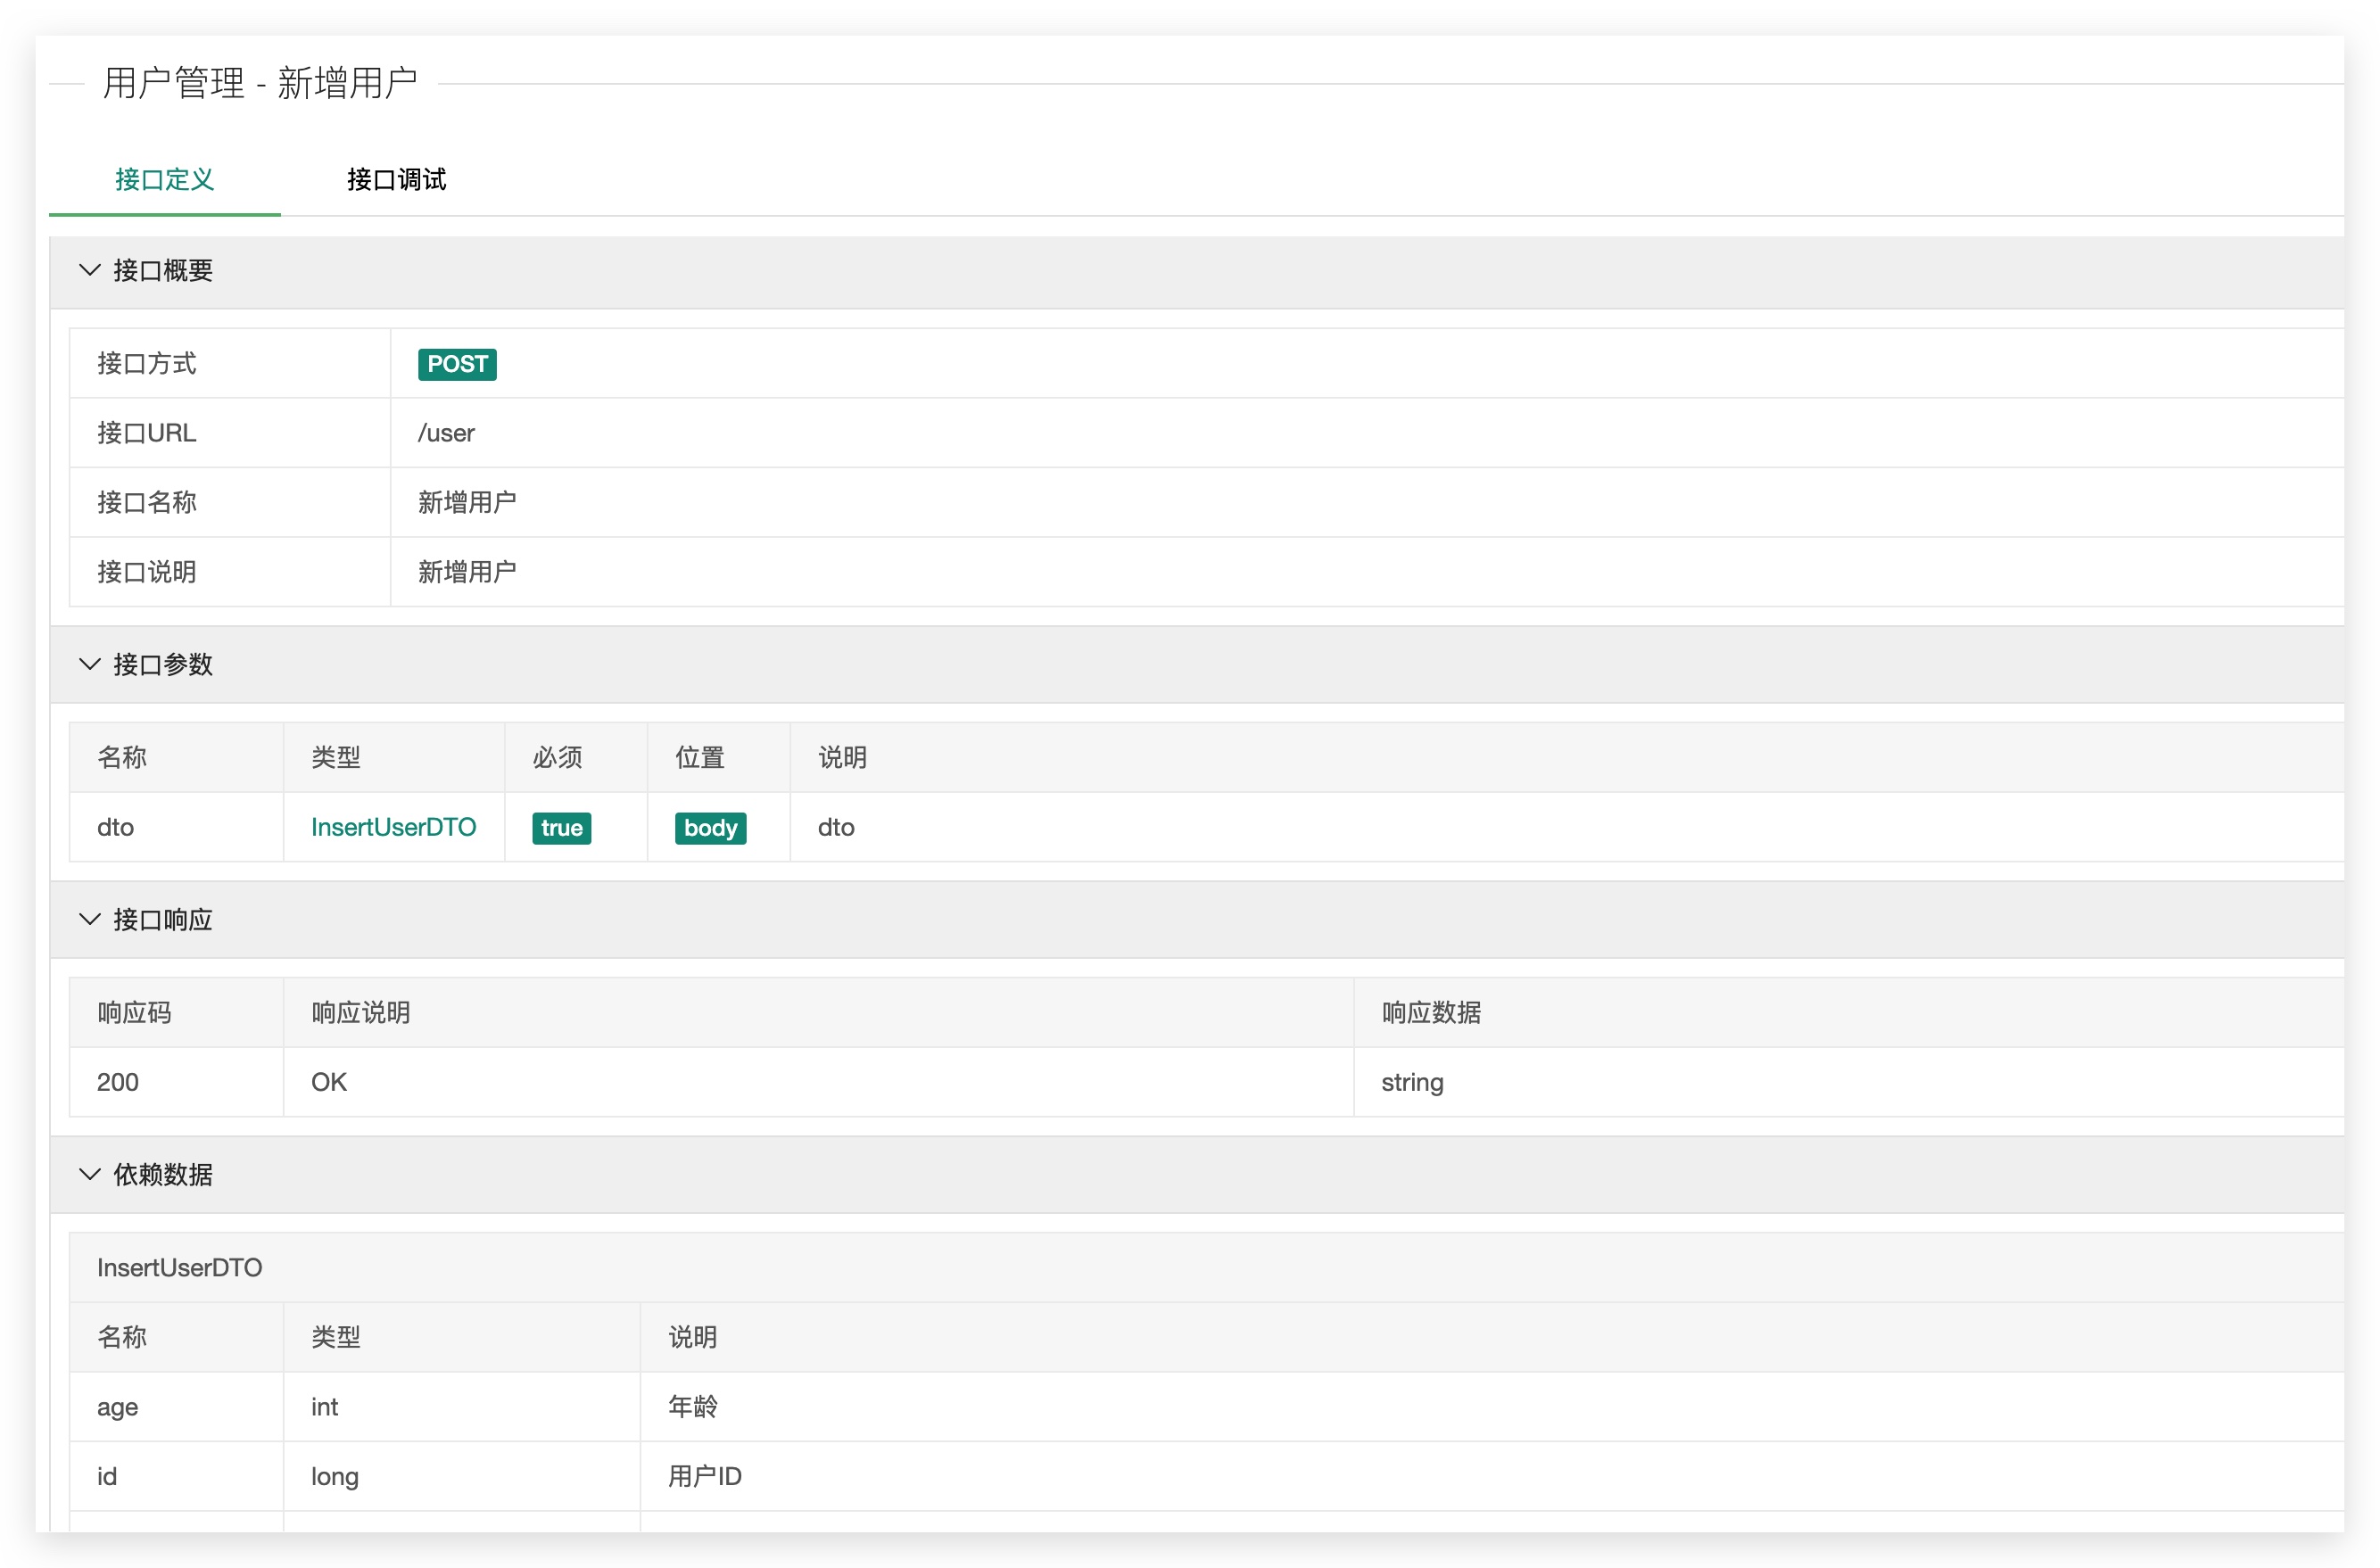 用户管理 - 新增用户
接口定义 接口调试
接口概要
接口方式 POST
接口URL /user
接口名称 新增用户
接口说明 新增用户
接口参数
名称 类型 必须 位置 说明
dto InsertUserDTO true body dto
接口响应
响应码 响应说明 响应数据
200 OK string
依赖数据
InsertUserDTO
名称 类型 说明
age int 年龄
id long 用户ID